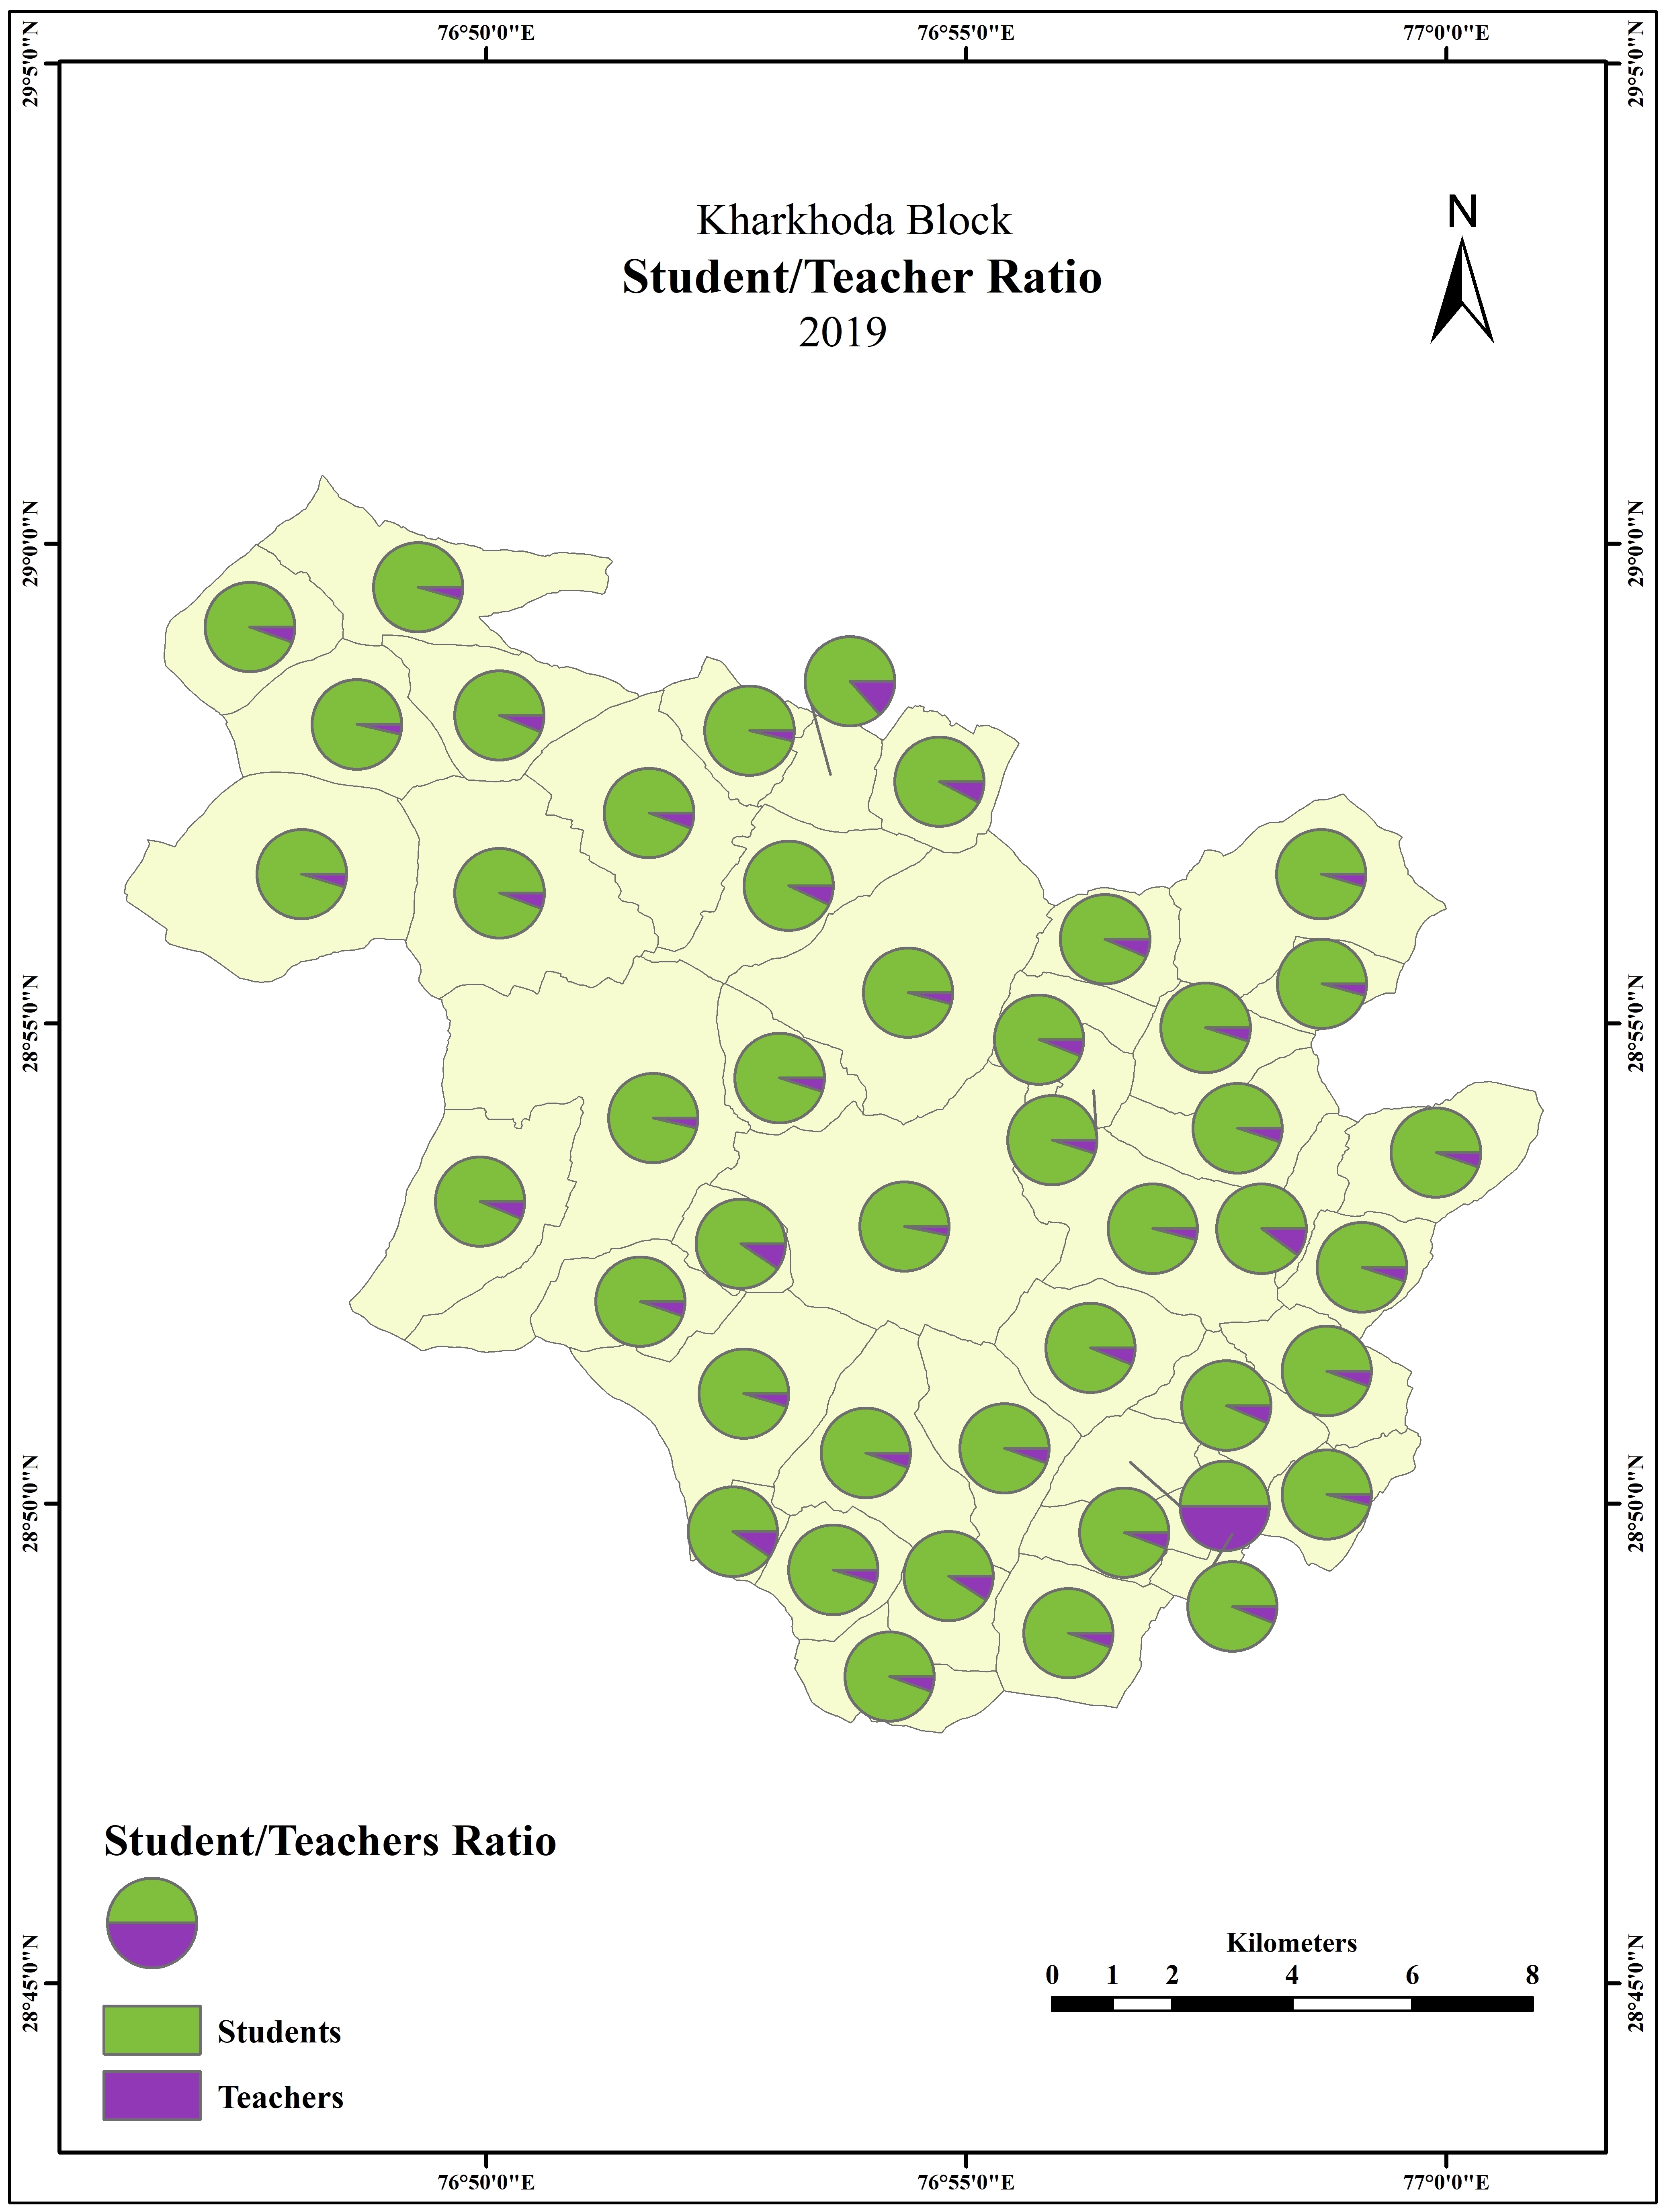 76°50'0"E 76°55'0"E 77°0'0"E
29°5'0"N 29°5'0"N
Kharkhoda Block
Student/Teacher Ratio
2019
N
29°0'0"N 29°0'0"N
28°55'0"N 28°55'0"N
28°50'0"N 28°50'0"N
Student/Teachers Ratio
Students
Teachers
Kilometers
0 1 2 4 6 8
28°45'0"N 28°45'0"N
76°50'0"E 76°55'0"E 77°0'0"E